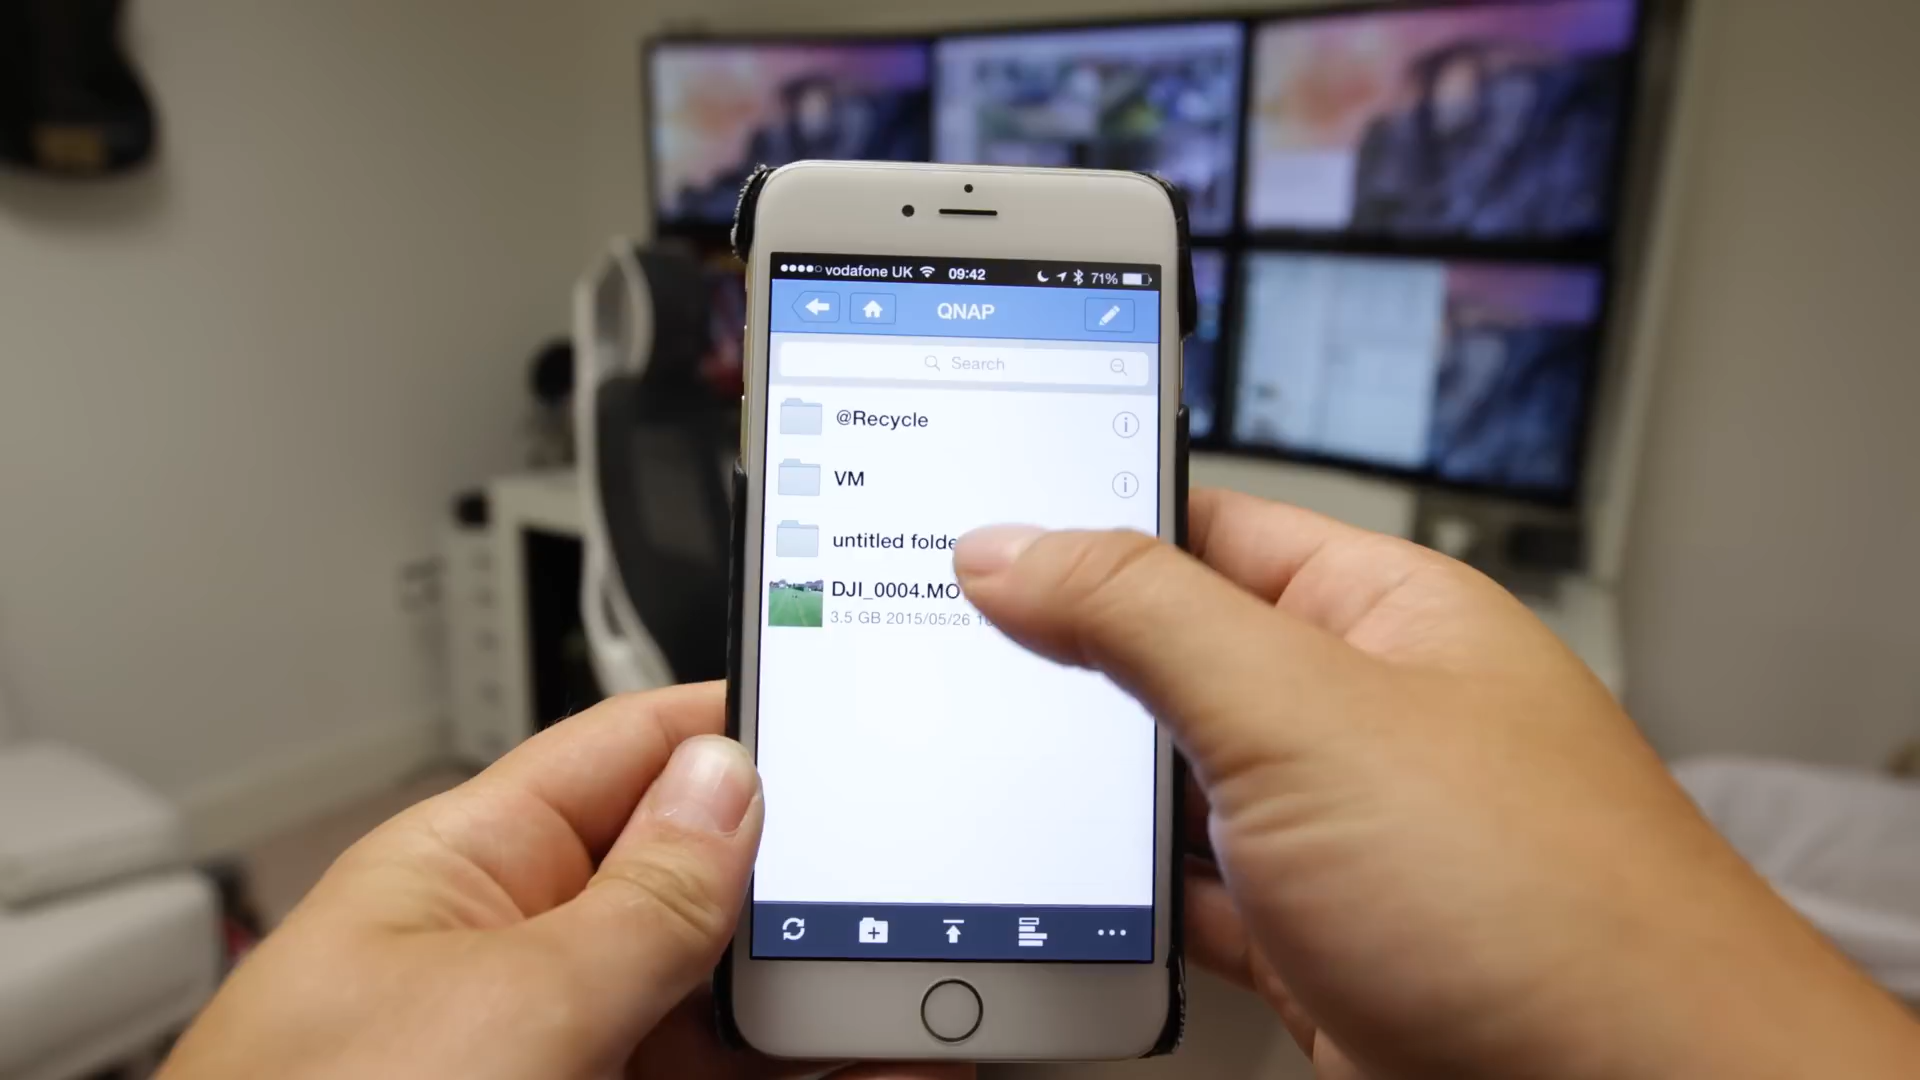 vodafone UK 09:42 71%
QNAP
Search
@Recycle
VM
untitled folde
DJI_0004.MO
3.5 GB 2015/05/26